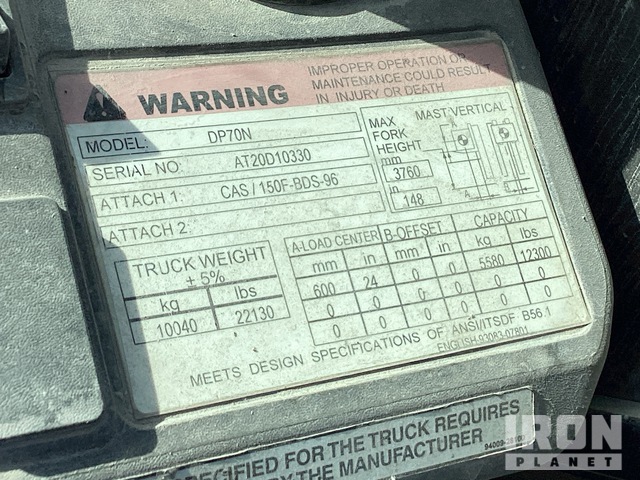 WARNING
IMPROPER OPERATION OR
MAINTENANCE COULD RESULT
IN INJURY OR DEATH
MODEL: DP70N
SERIAL NO: AT20D10330
ATTACH 1: CAS / 150F-BDS-96
ATTACH 2:
MAX
FORK
HEIGHT
mm
3760
in
148
MAST VERTICAL
A
TRUCK WEIGHT
± 5%
kg lbs
10040 22130
A-LOAD CENTER B-OFFSET CAPACITY
mm in mm in kg lbs
600 24 0 0 5580 12300
0 0 0 0 0 0
0 0 0 0 0 0
MEETS DESIGN SPECIFICATIONS OF ANSI/ITSDF B56.1
ENGLISH-93083-07801
SPECIFIED FOR THE TRUCK REQUIRES
BY THE MANUFACTURER
IRON
PLANET